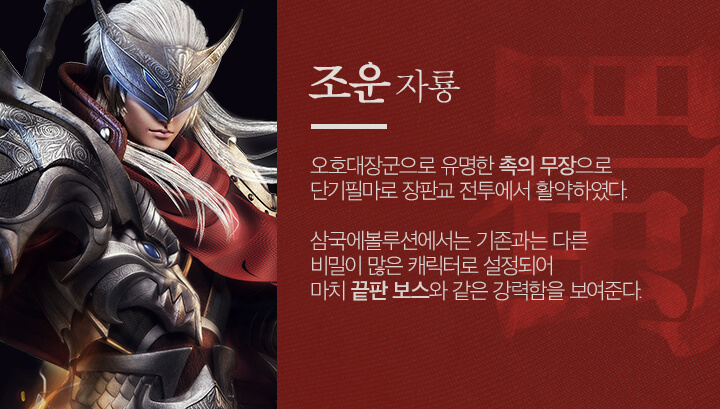 조운 자룡
오호대장군으로 유명한 촉의 무장으로
단기필마로 장판교 전투에서 활약하였다.
삼국에볼루션에서는 기존과는 다른
비밀이 많은 캐릭터로 설정되어
마치 끝판 보스와 같은 강력함을 보여준다.
蜀